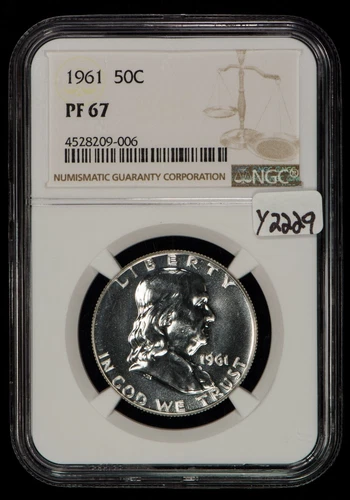 1961 50C
PF 67
4528209-006
NUMISMATIC GUARANTY CORPORATION
NGC
Y2229
LIBERTY
1961
IN GOD WE TRUST